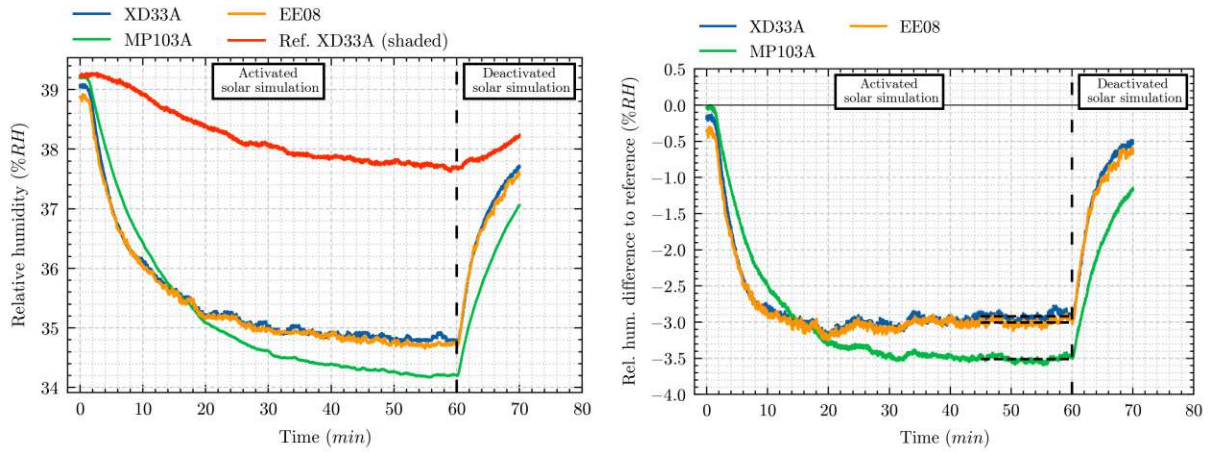 XD33A
EE08
MP103A
Ref. XD33A (shaded)
Relative humidity (%RH)
39
38
37
36
35
34
Activated
solar simulation
Deactivated
solar simulation
0
10
20
30
40
50
60
70
80
Time (min)
XD33A
EE08
MP103A
Rel. hum. difference to reference (%RH)
0.5
0.0
−0.5
−1.0
−1.5
−2.0
−2.5
−3.0
−3.5
−4.0
Activated
solar simulation
Deactivated
solar simulation
0
10
20
30
40
50
60
70
80
Time (min)